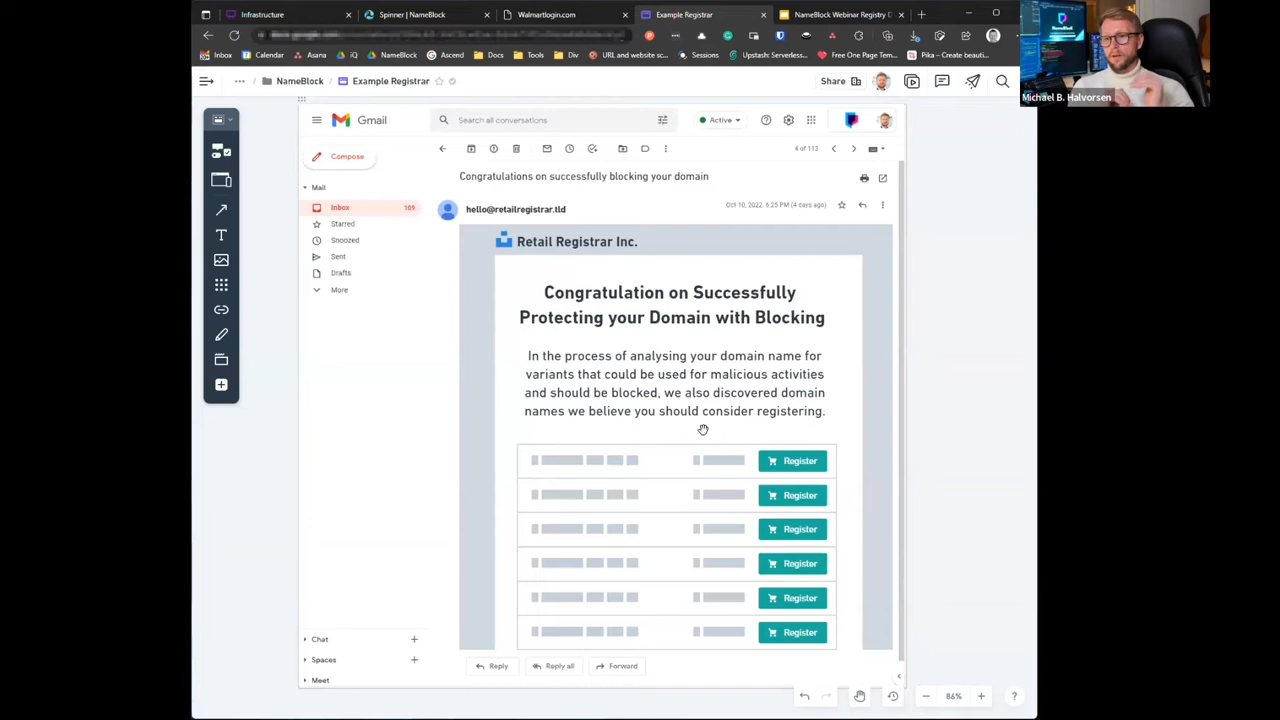 Infrastructure
Spinner | NameBlock
Walmartlogin.com
Example Registrar
NameBlock Webinar Registry D
Inbox
Calendar
Asana
NameBlock
Ascend
Docs
Tools
Div.
URL website sc...
Sessions
Upstash: Serverless...
Free One Page Tem...
Pika – Create beauti...
NameBlock
Michael B. Halvorsen
... / NameBlock / Example Registrar
Share
Gmail
Search all conversations
Active
Compose
4 of 113
Mail
Inbox 109
Starred
Snoozed
Sent
Drafts
More
Congratulations on successfully blocking your domain
hello@retailregistrar.tld
Oct 10, 2022, 6:25 PM (4 days ago)
Retail Registrar Inc.
Congratulation on Successfully
Protecting your Domain with Blocking
In the process of analysing your domain name for
variants that could be used for malicious activities
and should be blocked, we also discovered domain
names we believe you should consider registering.
Register
Register
Register
Register
Register
Register
Chat
Spaces
Meet
Reply
Reply all
Forward
86%